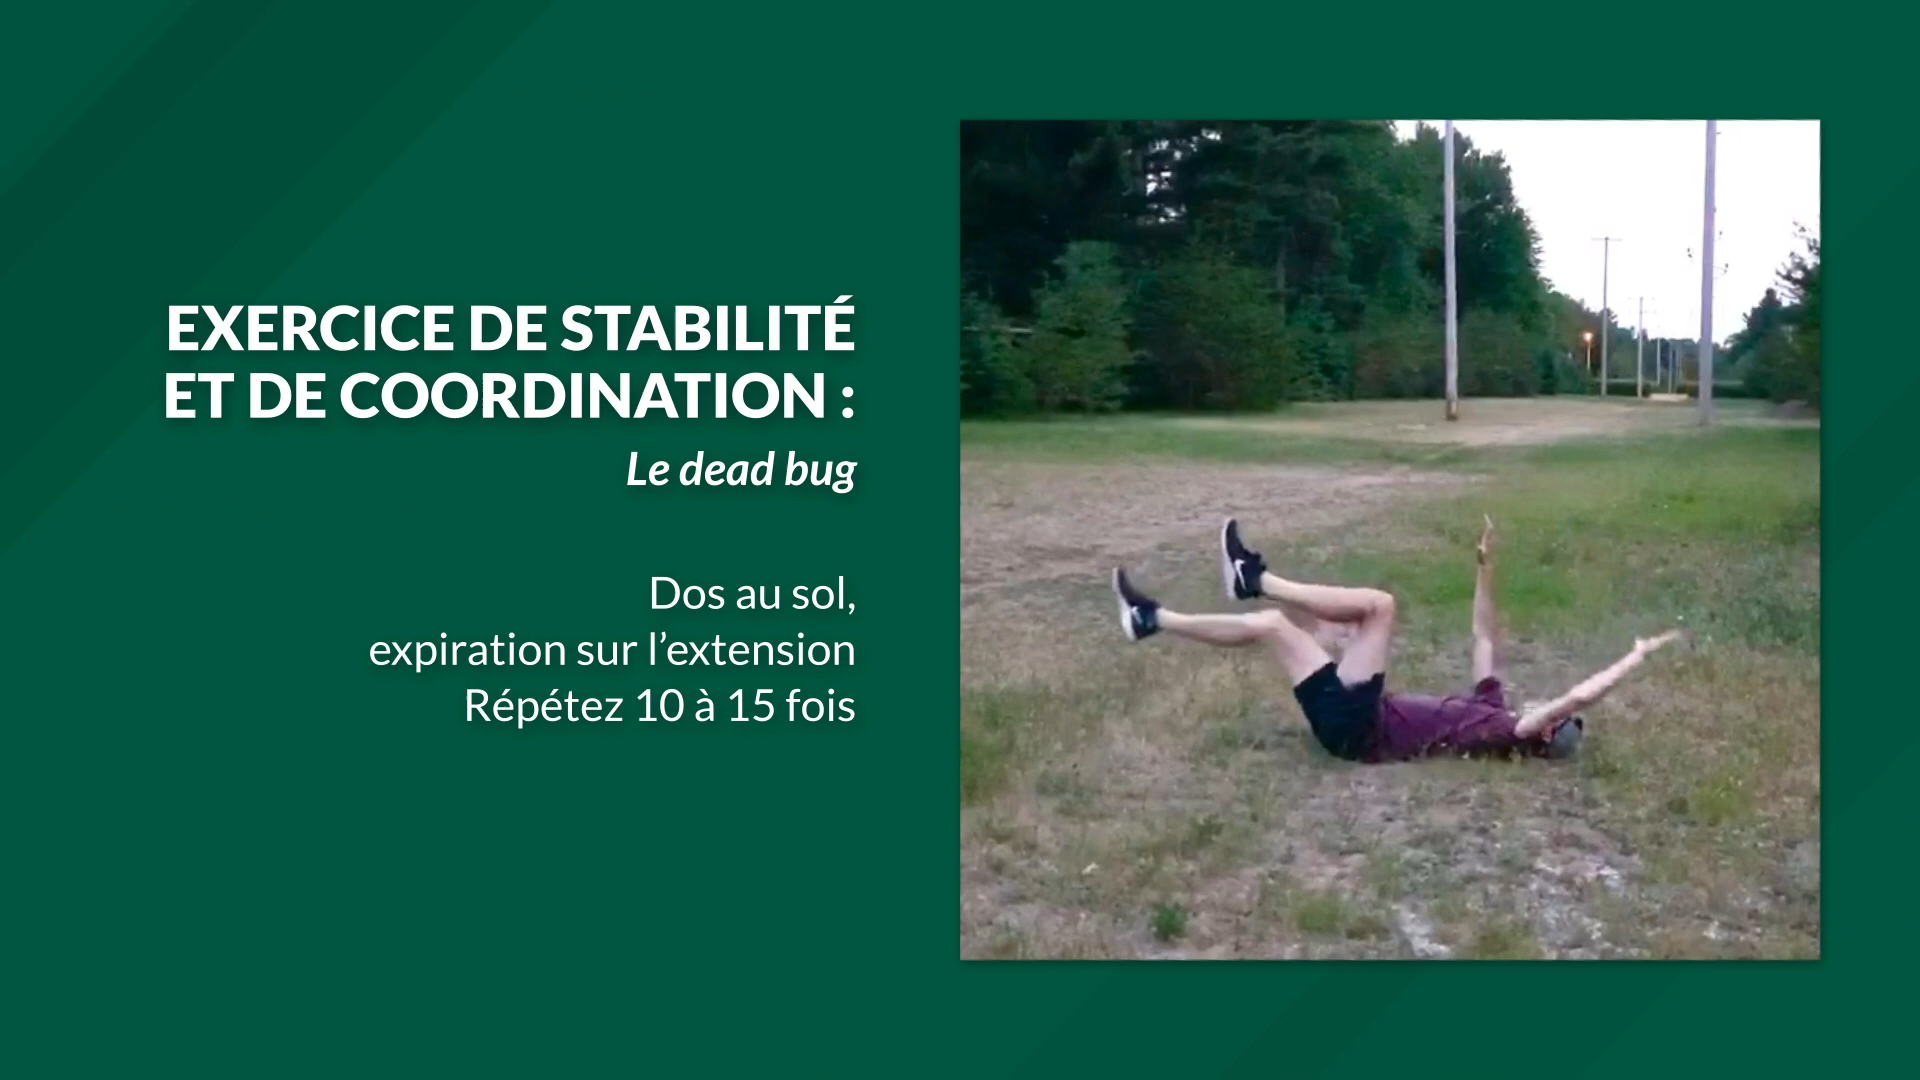 EXERCICE DE STABILITÉ
ET DE COORDINATION :
Le dead bug
Dos au sol,
expiration sur l’extension
Répétez 10 à 15 fois